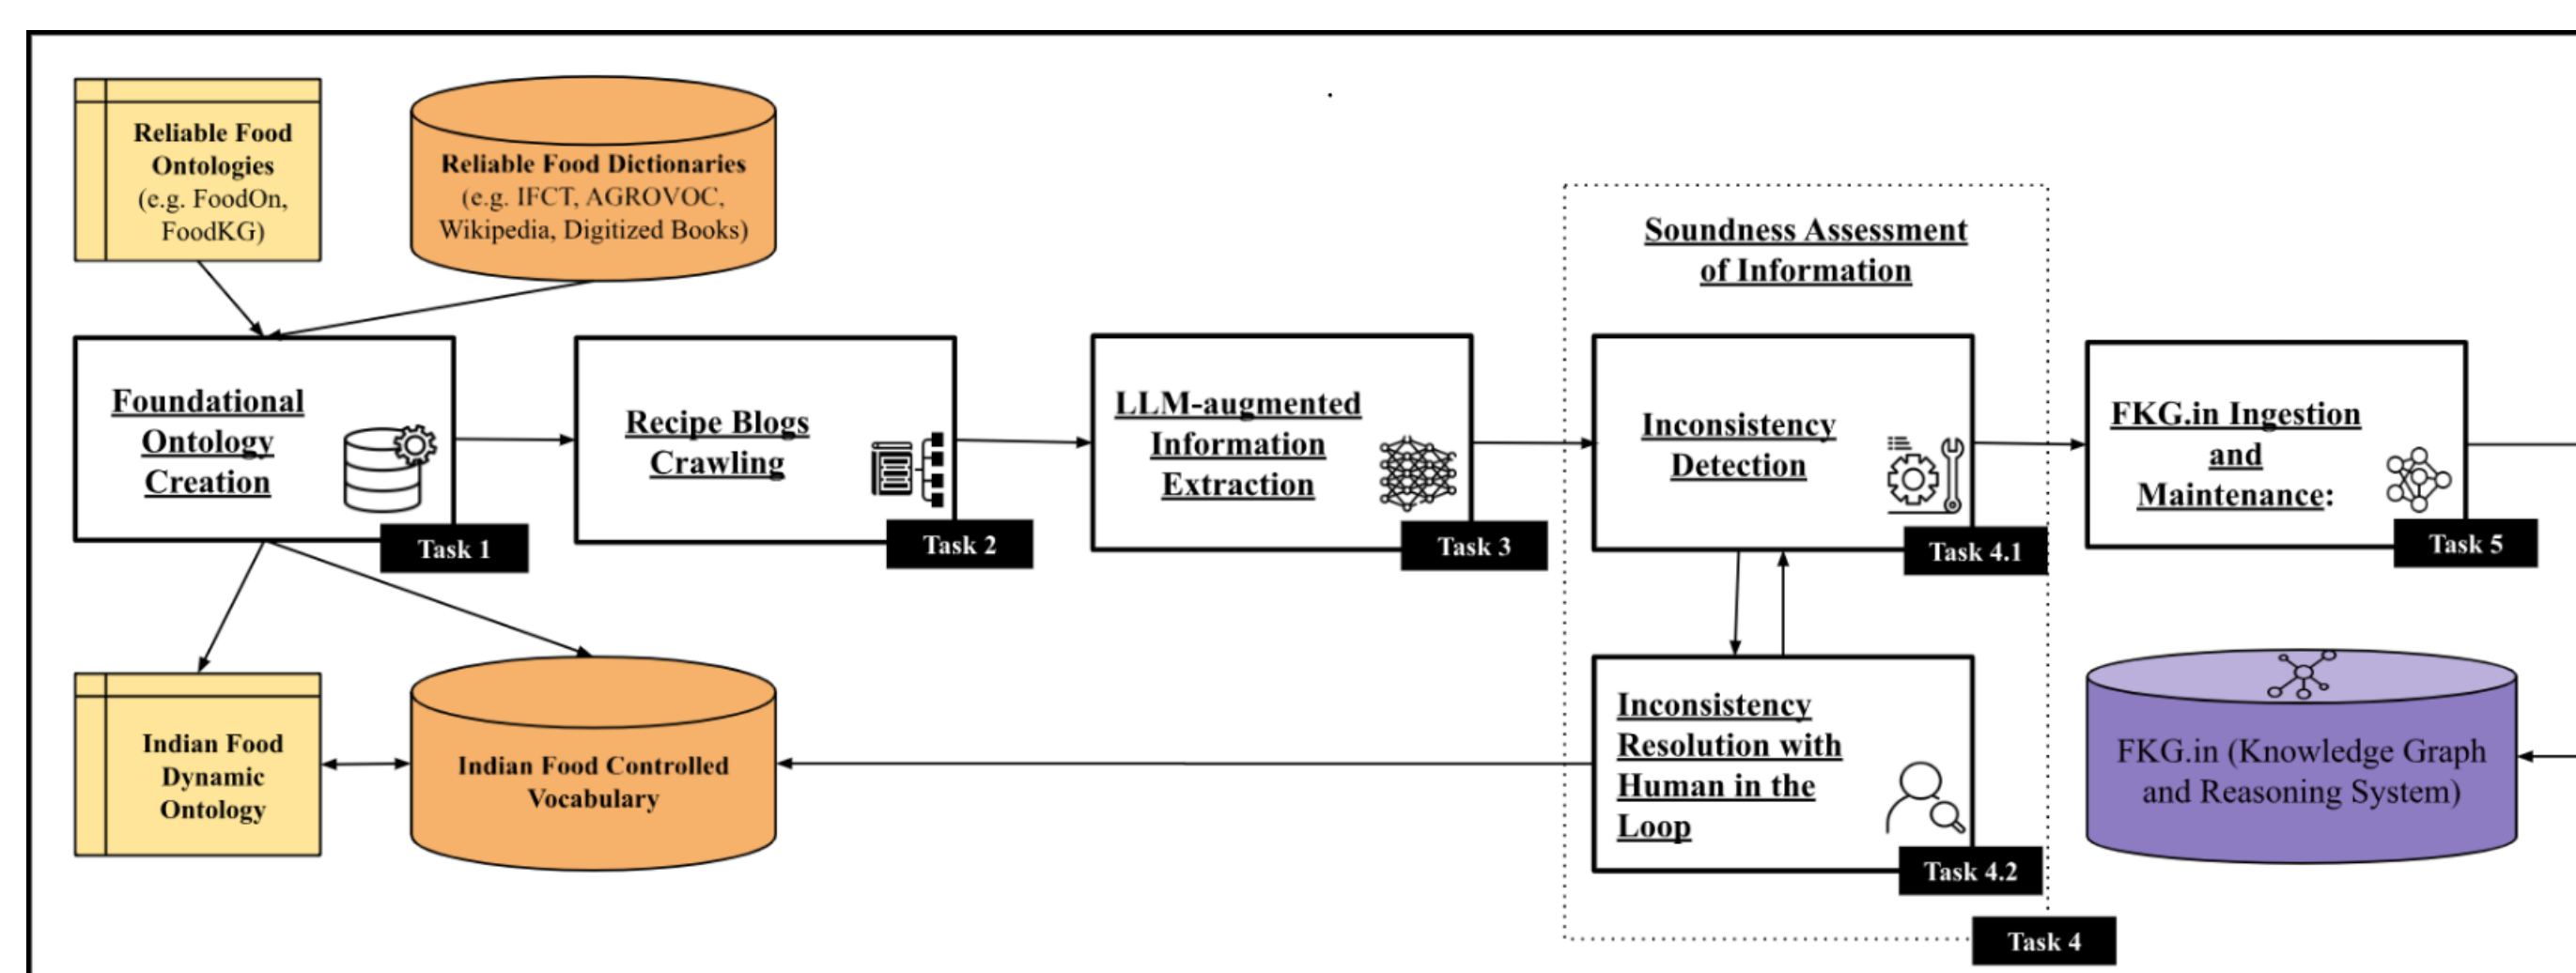 Reliable Food
Ontologies
(e.g. FoodOn,
FoodKG)
Reliable Food Dictionaries
(e.g. IFCT, AGROVOC,
Wikipedia, Digitized Books)
Foundational
Ontology
Creation
Task 1
Recipe Blogs
Crawling
Task 2
LLM-augmented
Information
Extraction
Task 3
Soundness Assessment
of Information
Inconsistency
Detection
Task 4.1
FKG.in Ingestion
and
Maintenance:
Task 5
Indian Food
Dynamic
Ontology
Indian Food Controlled
Vocabulary
Inconsistency
Resolution with
Human in the
Loop
Task 4.2
Task 4
FKG.in (Knowledge Graph
and Reasoning System)